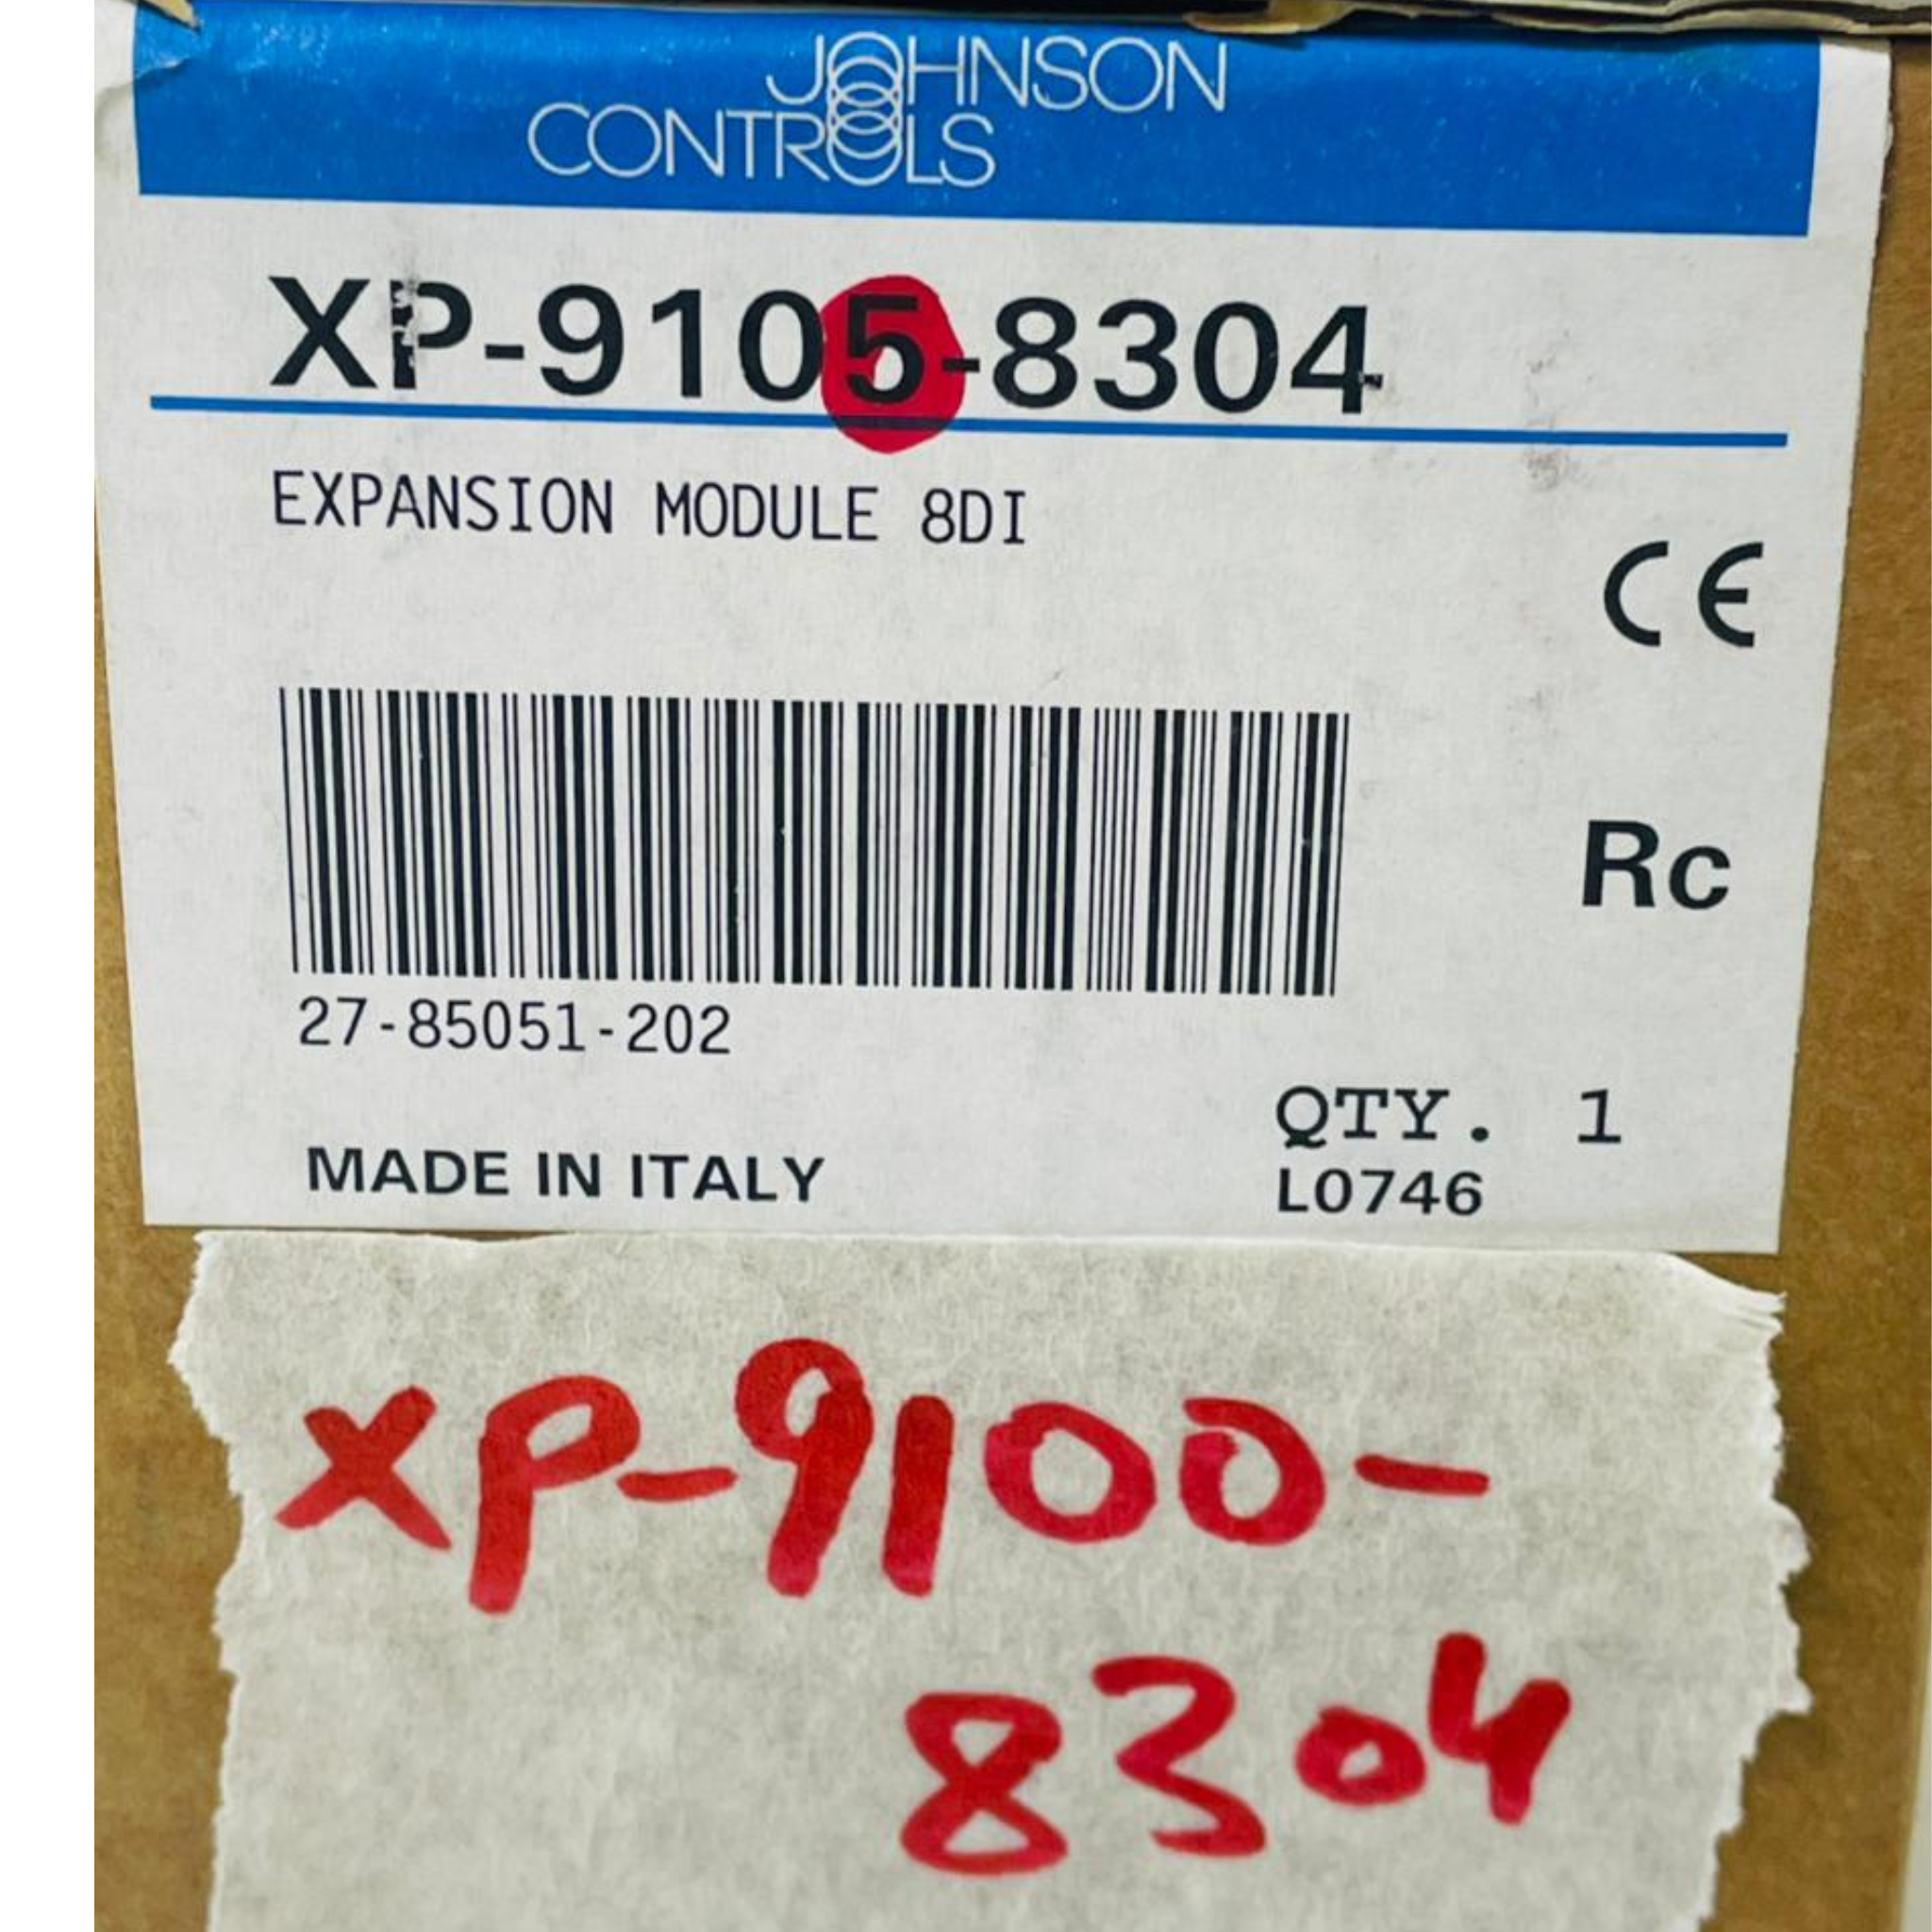 JOHNSON
CONTROLS
XP-9105-8304
EXPANSION MODULE 8DI
CE
Rc
27-85051-202
QTY. 1
MADE IN ITALY
L0746
XP-9100-
8304